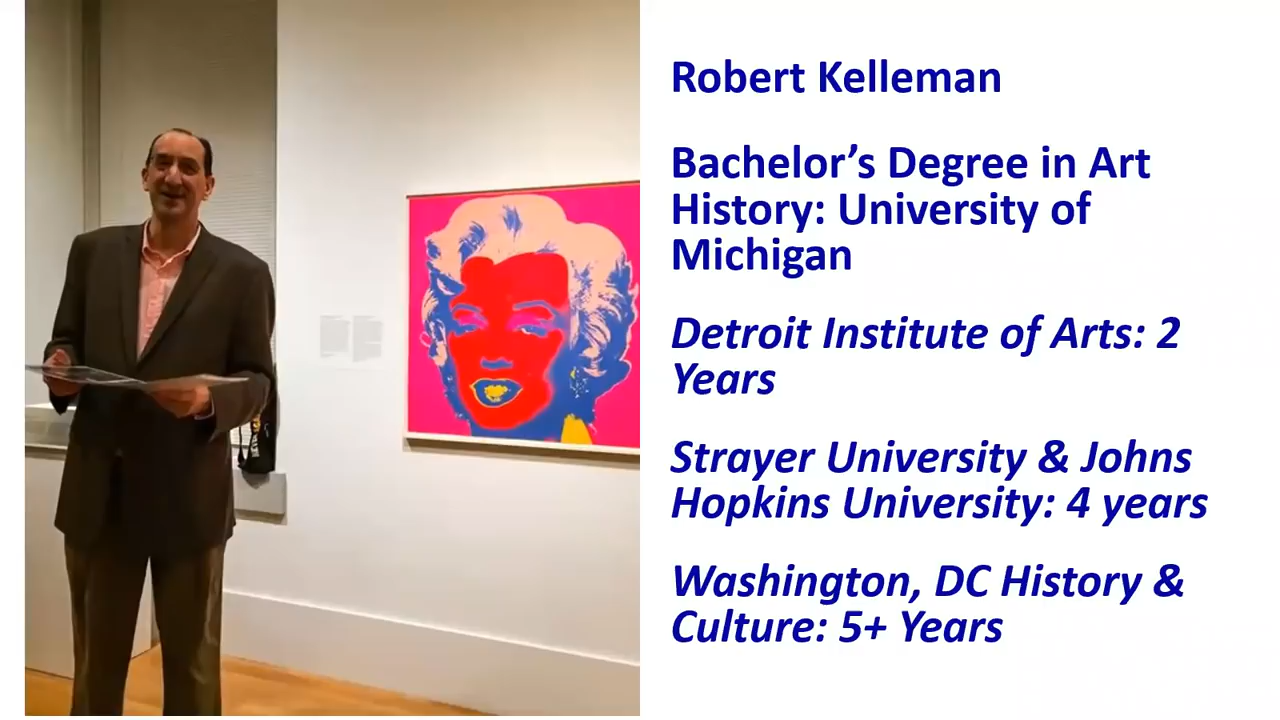 Robert Kelleman
Bachelor’s Degree in Art
History: University of
Michigan
Detroit Institute of Arts: 2
Years
Strayer University & Johns
Hopkins University: 4 years
Washington, DC History &
Culture: 5+ Years